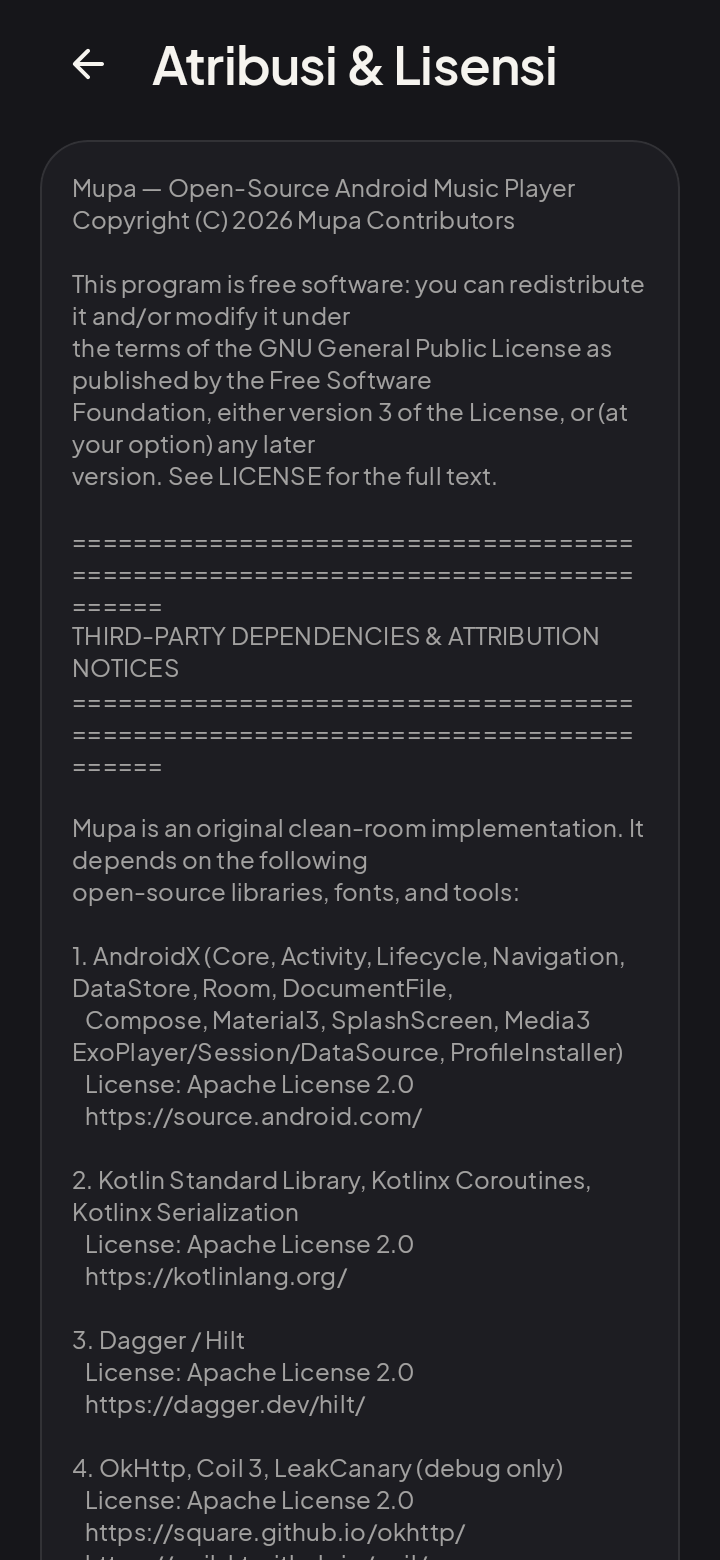 Atribusi & Lisensi
Mupa — Open-Source Android Music Player
Copyright (C) 2026 Mupa Contributors
This program is free software: you can redistribute
it and/or modify it under
the terms of the GNU General Public License as
published by the Free Software
Foundation, either version 3 of the License, or (at
your option) any later
version. See LICENSE for the full text.
=====================================
=====================================
======
THIRD-PARTY DEPENDENCIES & ATTRIBUTION
NOTICES
=====================================
=====================================
======
Mupa is an original clean-room implementation. It
depends on the following
open-source libraries, fonts, and tools:
1. AndroidX (Core, Activity, Lifecycle, Navigation,
DataStore, Room, DocumentFile,
Compose, Material3, SplashScreen, Media3
ExoPlayer/Session/DataSource, ProfileInstaller)
License: Apache License 2.0
https://source.android.com/
2. Kotlin Standard Library, Kotlinx Coroutines,
Kotlinx Serialization
License: Apache License 2.0
https://kotlinlang.org/
3. Dagger / Hilt
License: Apache License 2.0
https://dagger.dev/hilt/
4. OkHttp, Coil 3, LeakCanary (debug only)
License: Apache License 2.0
https://square.github.io/okhttp/